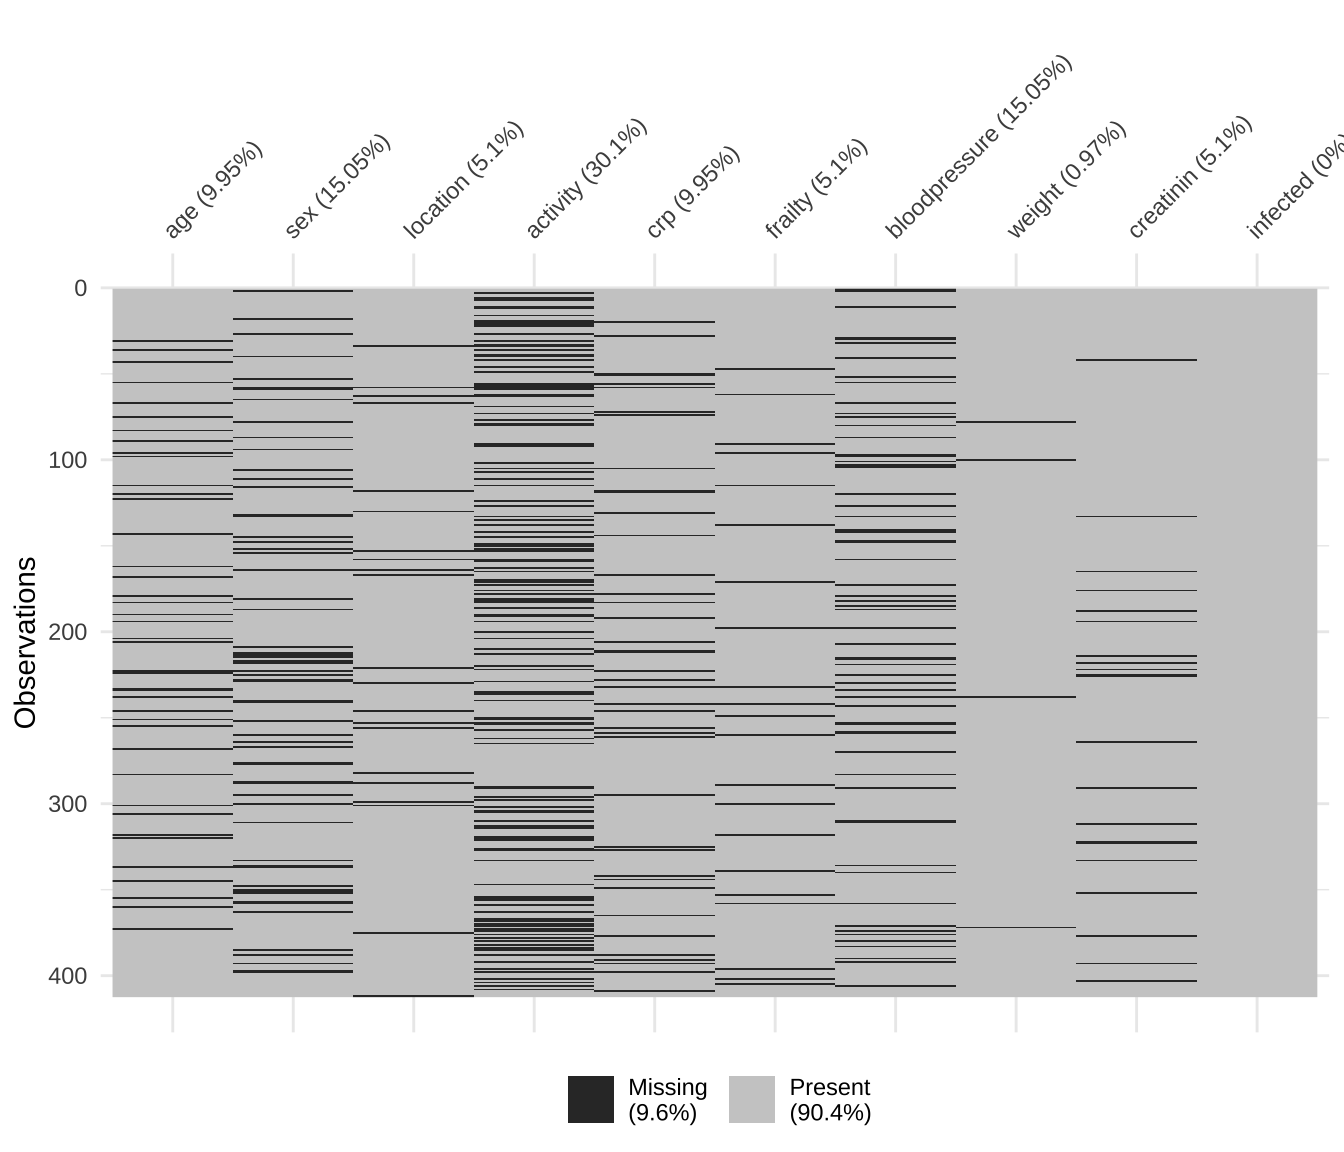 age (9.95%)
sex (15.05%)
location (5.1%)
activity (30.1%)
crp (9.95%)
frailty (5.1%)
bloodpressure (15.05%)
weight (0.97%)
creatinin (5.1%)
infected (0%
0
100
200
300
400
Observations
Missing
(9.6%)
Present
(90.4%)